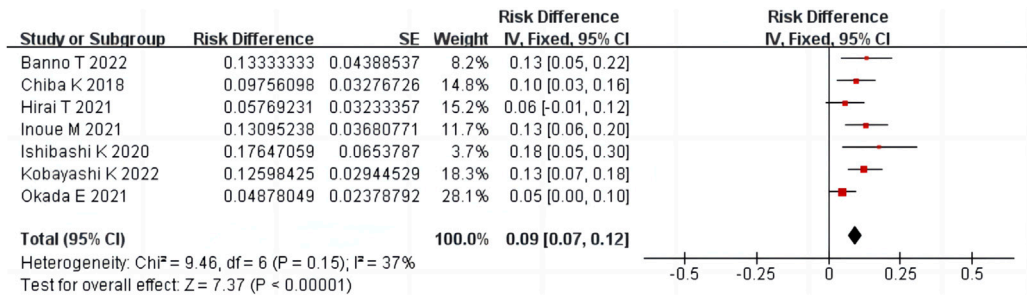 Risk Difference Risk Difference
Study or Subgroup Risk Difference SE Weight IV, Fixed, 95% CI IV, Fixed, 95% CI
Banno T 2022 0.13333333 0.04388537 8.2% 0.13 [0.05, 0.22]
Chiba K 2018 0.09756098 0.03276726 14.8% 0.10 [0.03, 0.16]
Hirai T 2021 0.05769231 0.03233357 15.2% 0.06 [-0.01, 0.12]
Inoue M 2021 0.13095238 0.03680771 11.7% 0.13 [0.06, 0.20]
Ishibashi K 2020 0.17647059 0.0653787 3.7% 0.18 [0.05, 0.30]
Kobayashi K 2022 0.12598425 0.02944529 18.3% 0.13 [0.07, 0.18]
Okada E 2021 0.04878049 0.02378792 28.1% 0.05 [0.00, 0.10]
Total (95% CI) 100.0% 0.09 [0.07, 0.12]
Heterogeneity: Chi² = 9.46, df = 6 (P = 0.15); I² = 37%
Test for overall effect: Z = 7.37 (P < 0.00001)
-0.5 -0.25 0 0.25 0.5